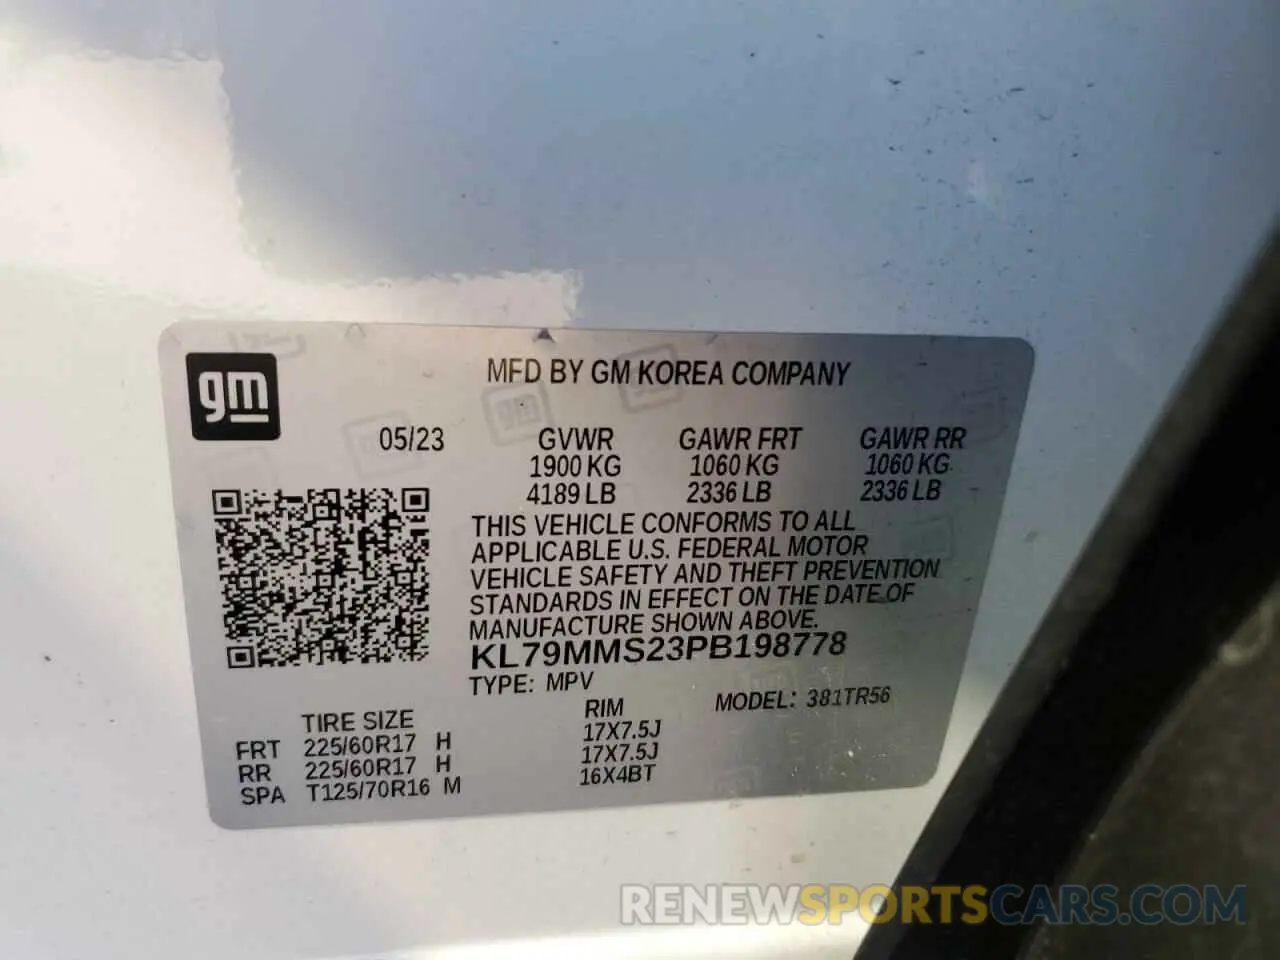 gm
MFD BY GM KOREA COMPANY
05/23 GVWR GAWR FRT GAWR RR
1900 KG 1060 KG 1060 KG
4189 LB 2336 LB 2336 LB
THIS VEHICLE CONFORMS TO ALL
APPLICABLE U.S. FEDERAL MOTOR
VEHICLE SAFETY AND THEFT PREVENTION
STANDARDS IN EFFECT ON THE DATE OF
MANUFACTURE SHOWN ABOVE.
KL79MMS23PB198778
TYPE: MPV MODEL: 381TR56
TIRE SIZE RIM
FRT 225/60R17 H 17X7.5J
RR 225/60R17 H 17X7.5J
SPA T125/70R16 M 16X4BT
RENEWSPORTSCARS.COM